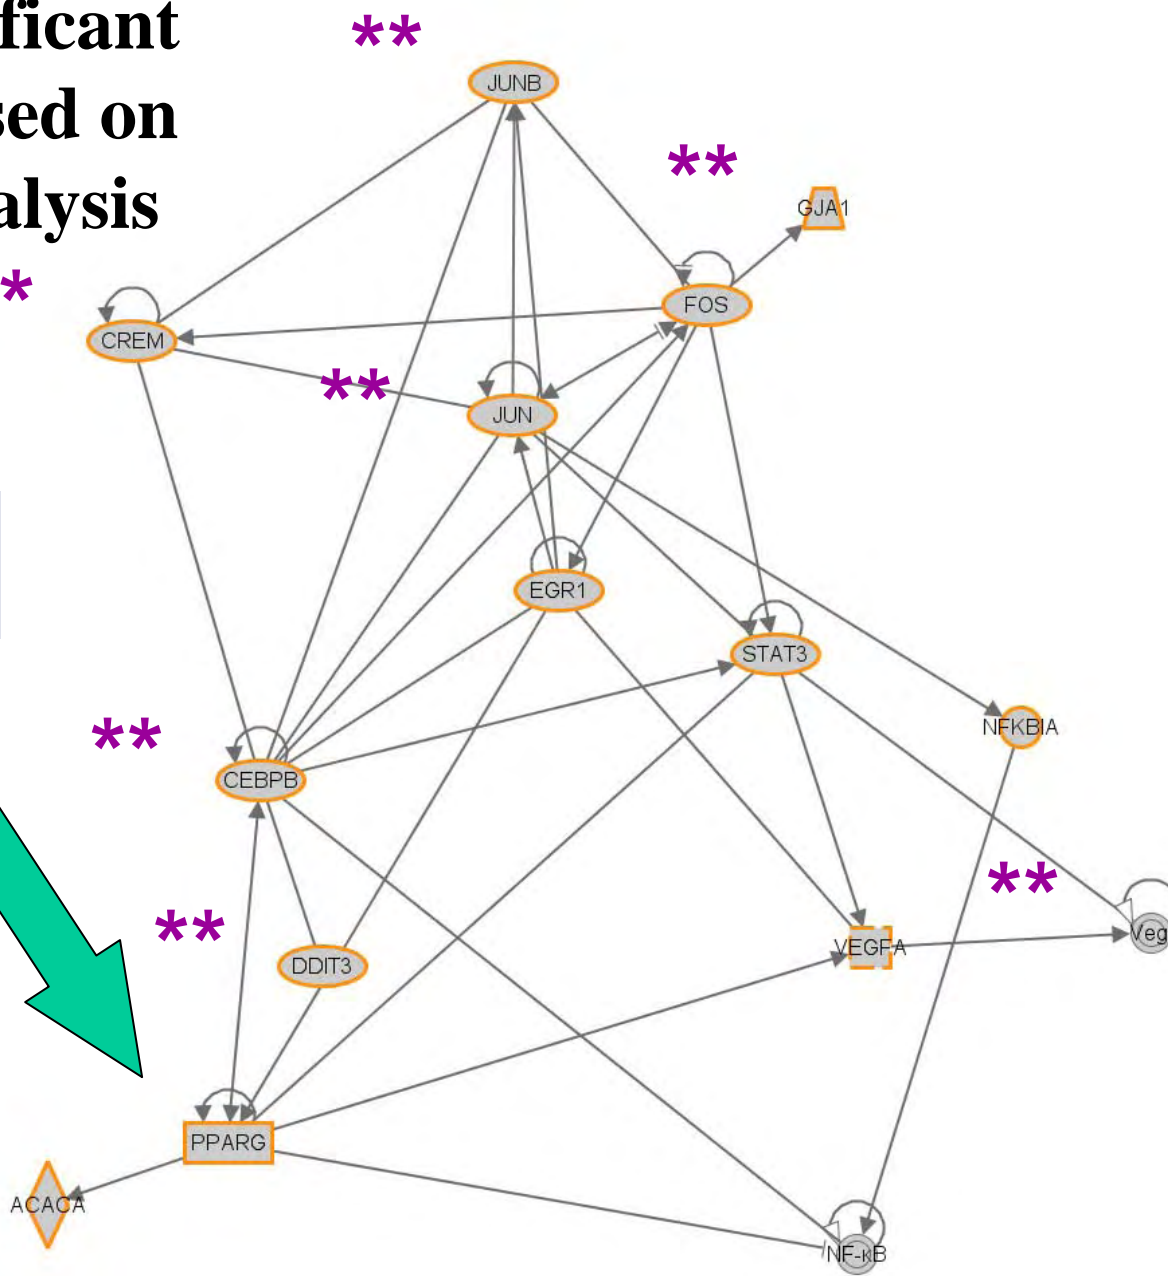 ficant
sed on
alysis
**
JUNB
**
GJA1
*
FOS
CREM
**
JUN
EGR1
STAT3
NFKBIA
**
CEBPB
**
Veg
VEGFA
**
DDIT3
PPARG
ACACA
NF-κB